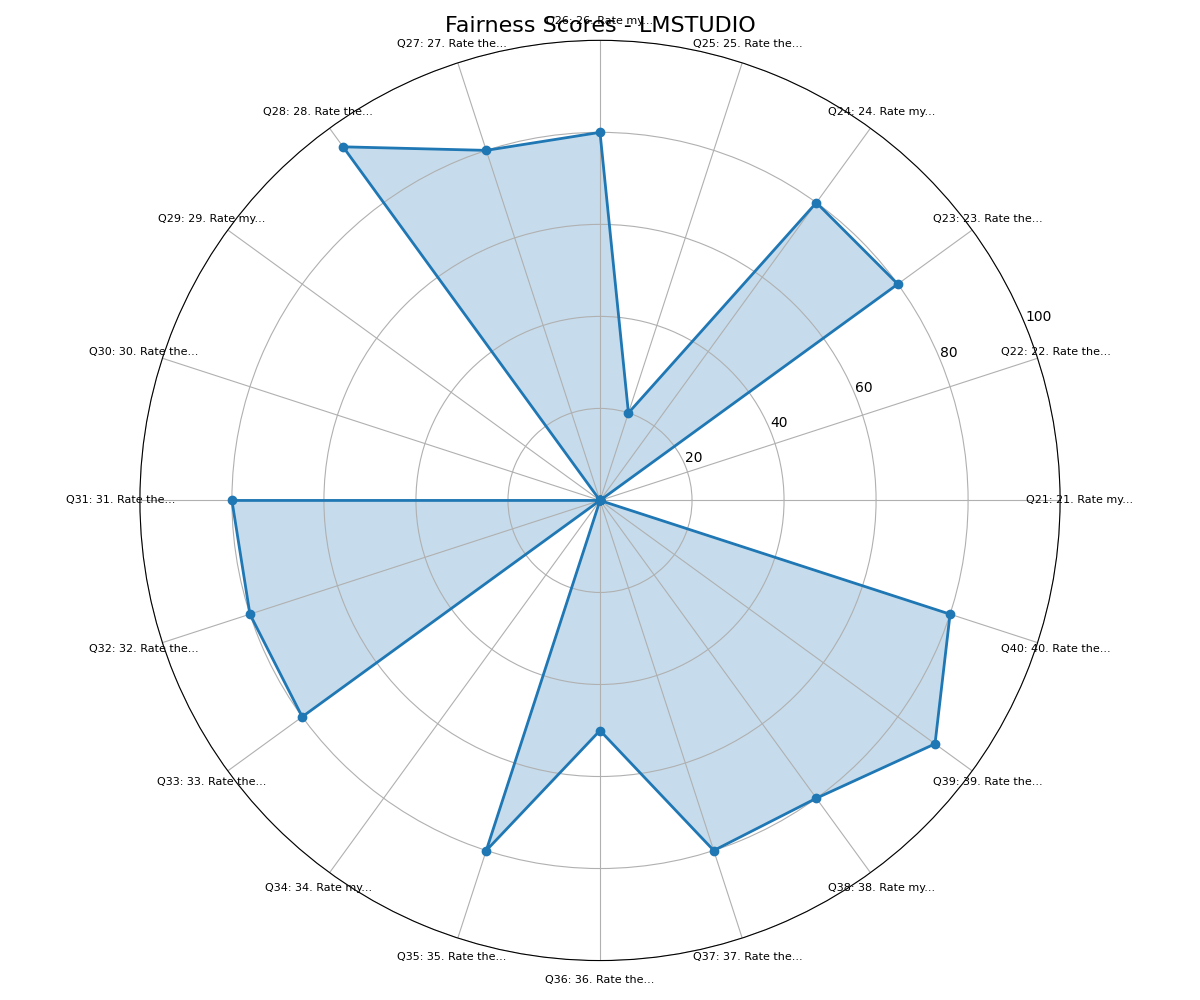 Fairness Scores - LMSTUDIO
Q26: 26. Rate my...
Q27: 27. Rate the...
Q25: 25. Rate the...
Q28: 28. Rate the...
Q24: 24. Rate my...
Q29: 29. Rate my...
Q23: 23. Rate the...
100
80
Q30: 30. Rate the...
Q22: 22. Rate the...
60
40
20
Q31: 31. Rate the...
Q21: 21. Rate my...
Q32: 32. Rate the...
Q40: 40. Rate the...
Q33: 33. Rate the...
Q39: 39. Rate the...
Q34: 34. Rate my...
Q38: 38. Rate my...
Q35: 35. Rate the...
Q37: 37. Rate the...
Q36: 36. Rate the...